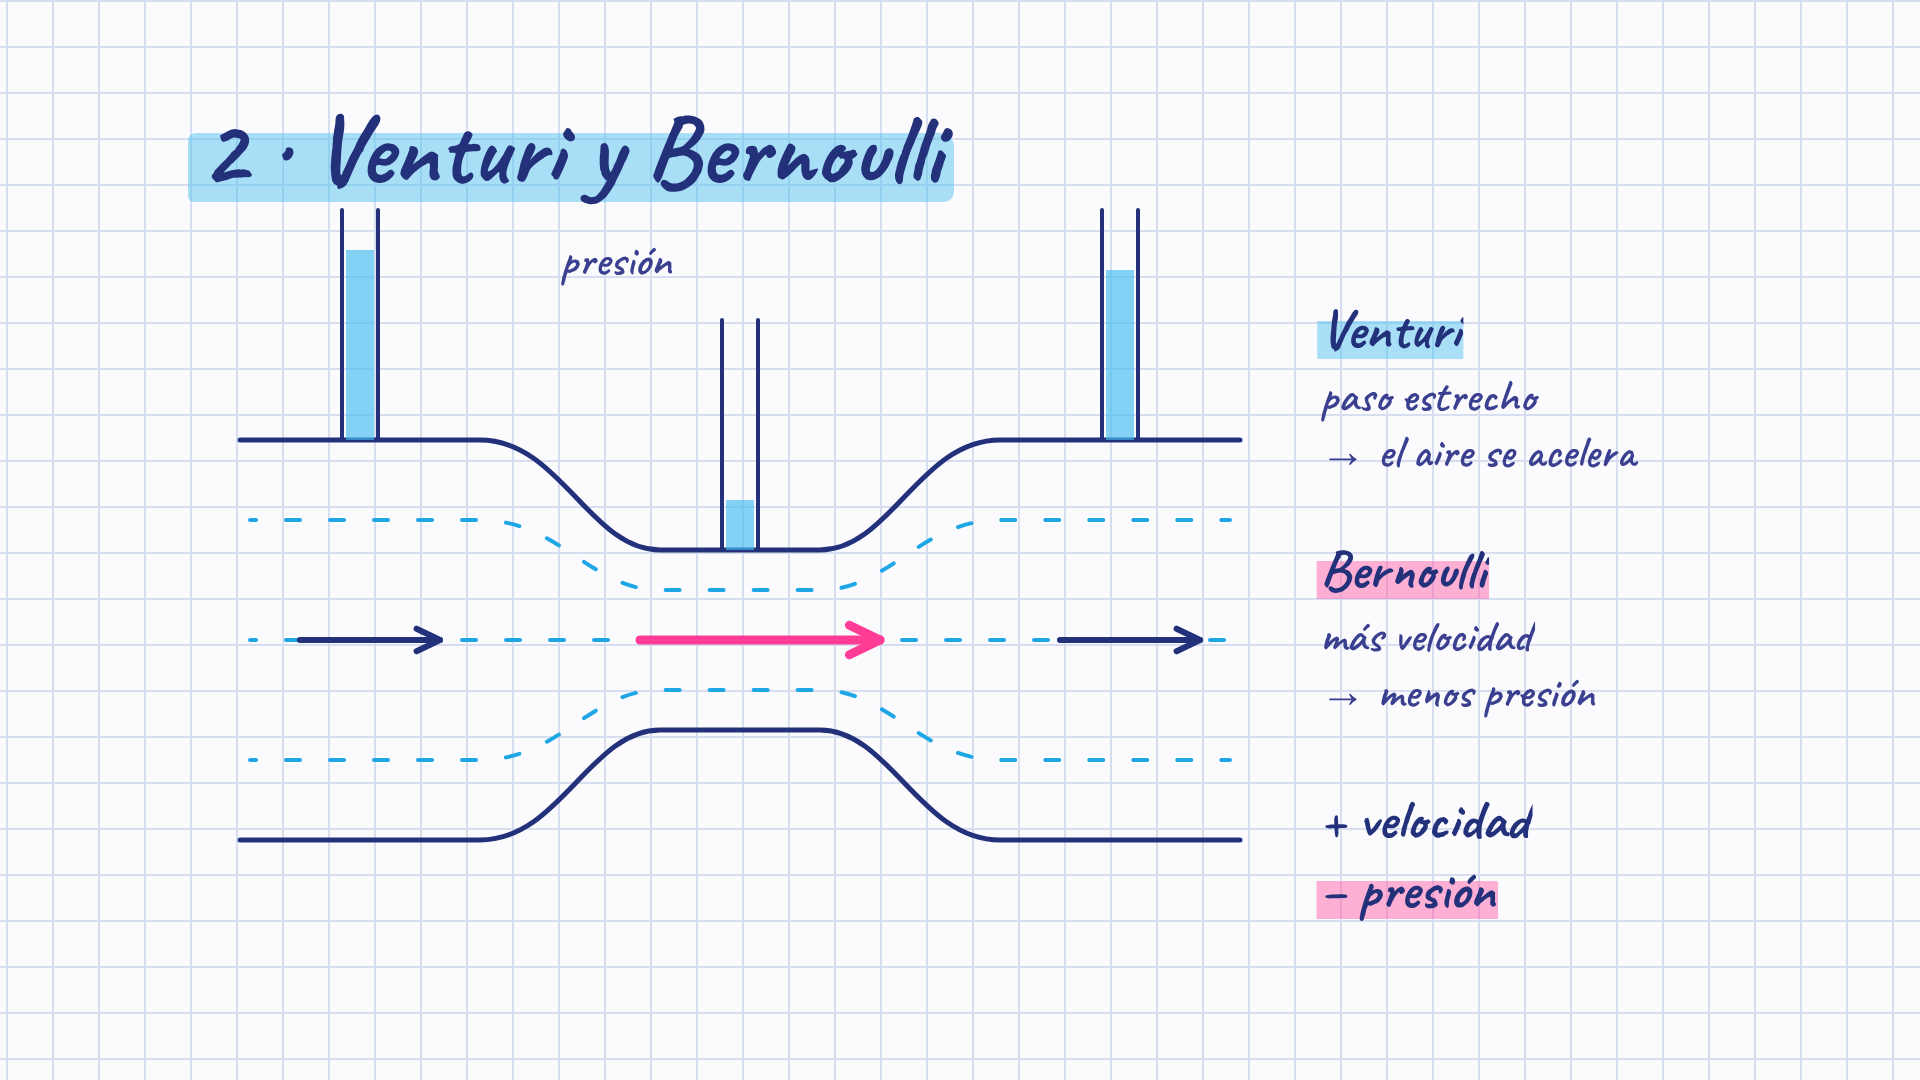 2 · Venturi y Bernoulli
presión
Venturi
paso estrecho
→ el aire se acelera
Bernoulli
más velocidad
→ menos presión
+ velocidad
− presión